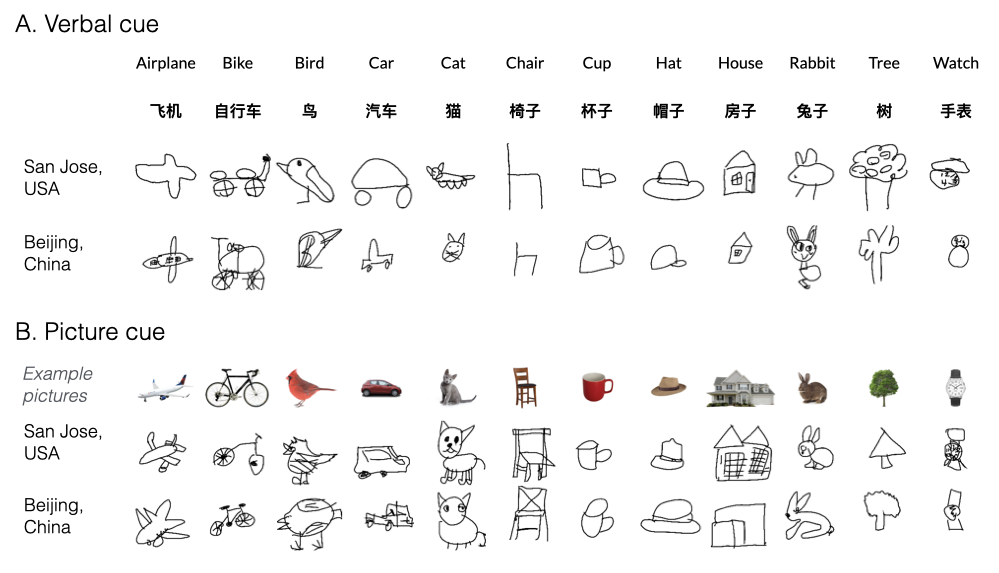 A. Verbal cue
Airplane Bike Bird Car Cat Chair Cup Hat House Rabbit Tree Watch
飞机 自行车 鸟 汽车 猫 椅子 杯子 帽子 房子 兔子 树 手表
San Jose,
USA
Beijing,
China
B. Picture cue
Example
pictures
San Jose,
USA
Beijing,
China